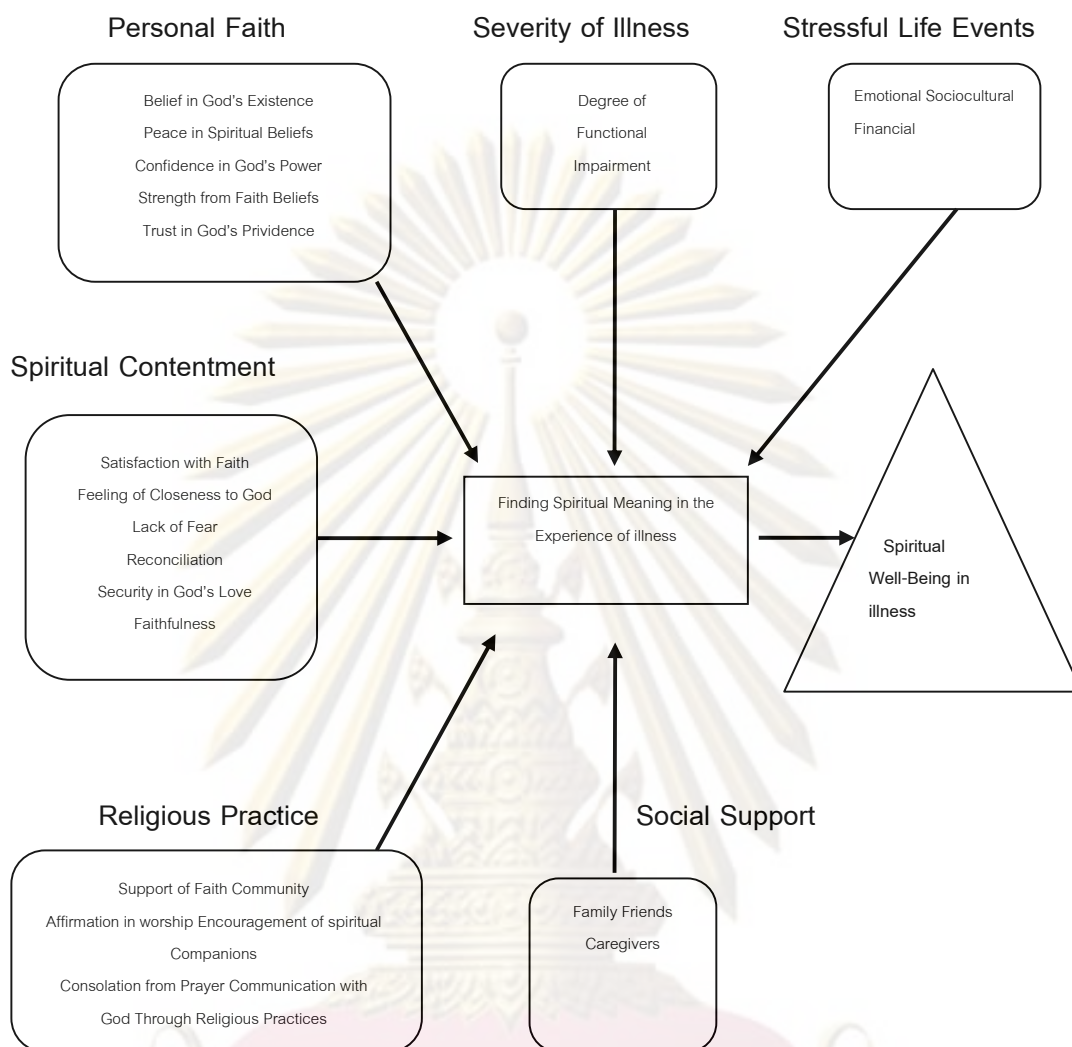 Personal Faith
Severity of Illness
Stressful Life Events
Belief in God's Existence
Peace in Spiritual Beliefs
Confidence in God's Power
Strength from Faith Beliefs
Trust in God's Prividence
Degree of
Functional
Impairment
Emotional Sociocultural
Financial
Spiritual Contentment
Satisfaction with Faith
Feeling of Closeness to God
Lack of Fear
Reconciliation
Security in God's Love
Faithfulness
Finding Spiritual Meaning in the
Experience of illness
Spiritual
Well-Being in
illness
Religious Practice
Social Support
Support of Faith Community
Affirmation in worship Encouragement of spiritual
Companions
Consolation from Prayer Communication with
God Through Religious Practices
Family Friends
Caregivers